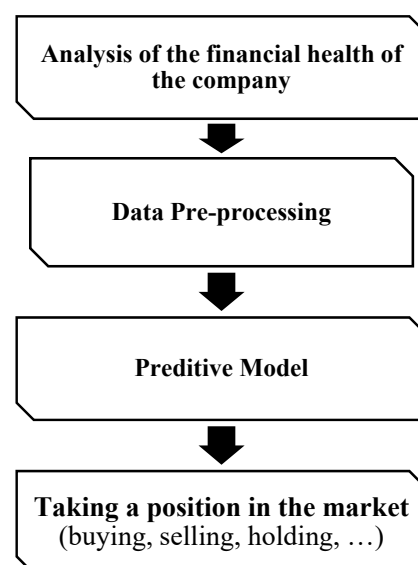 Analysis of the financial health of
the company
Data Pre-processing
Preditive Model
Taking a position in the market
(buying, selling, holding, …)